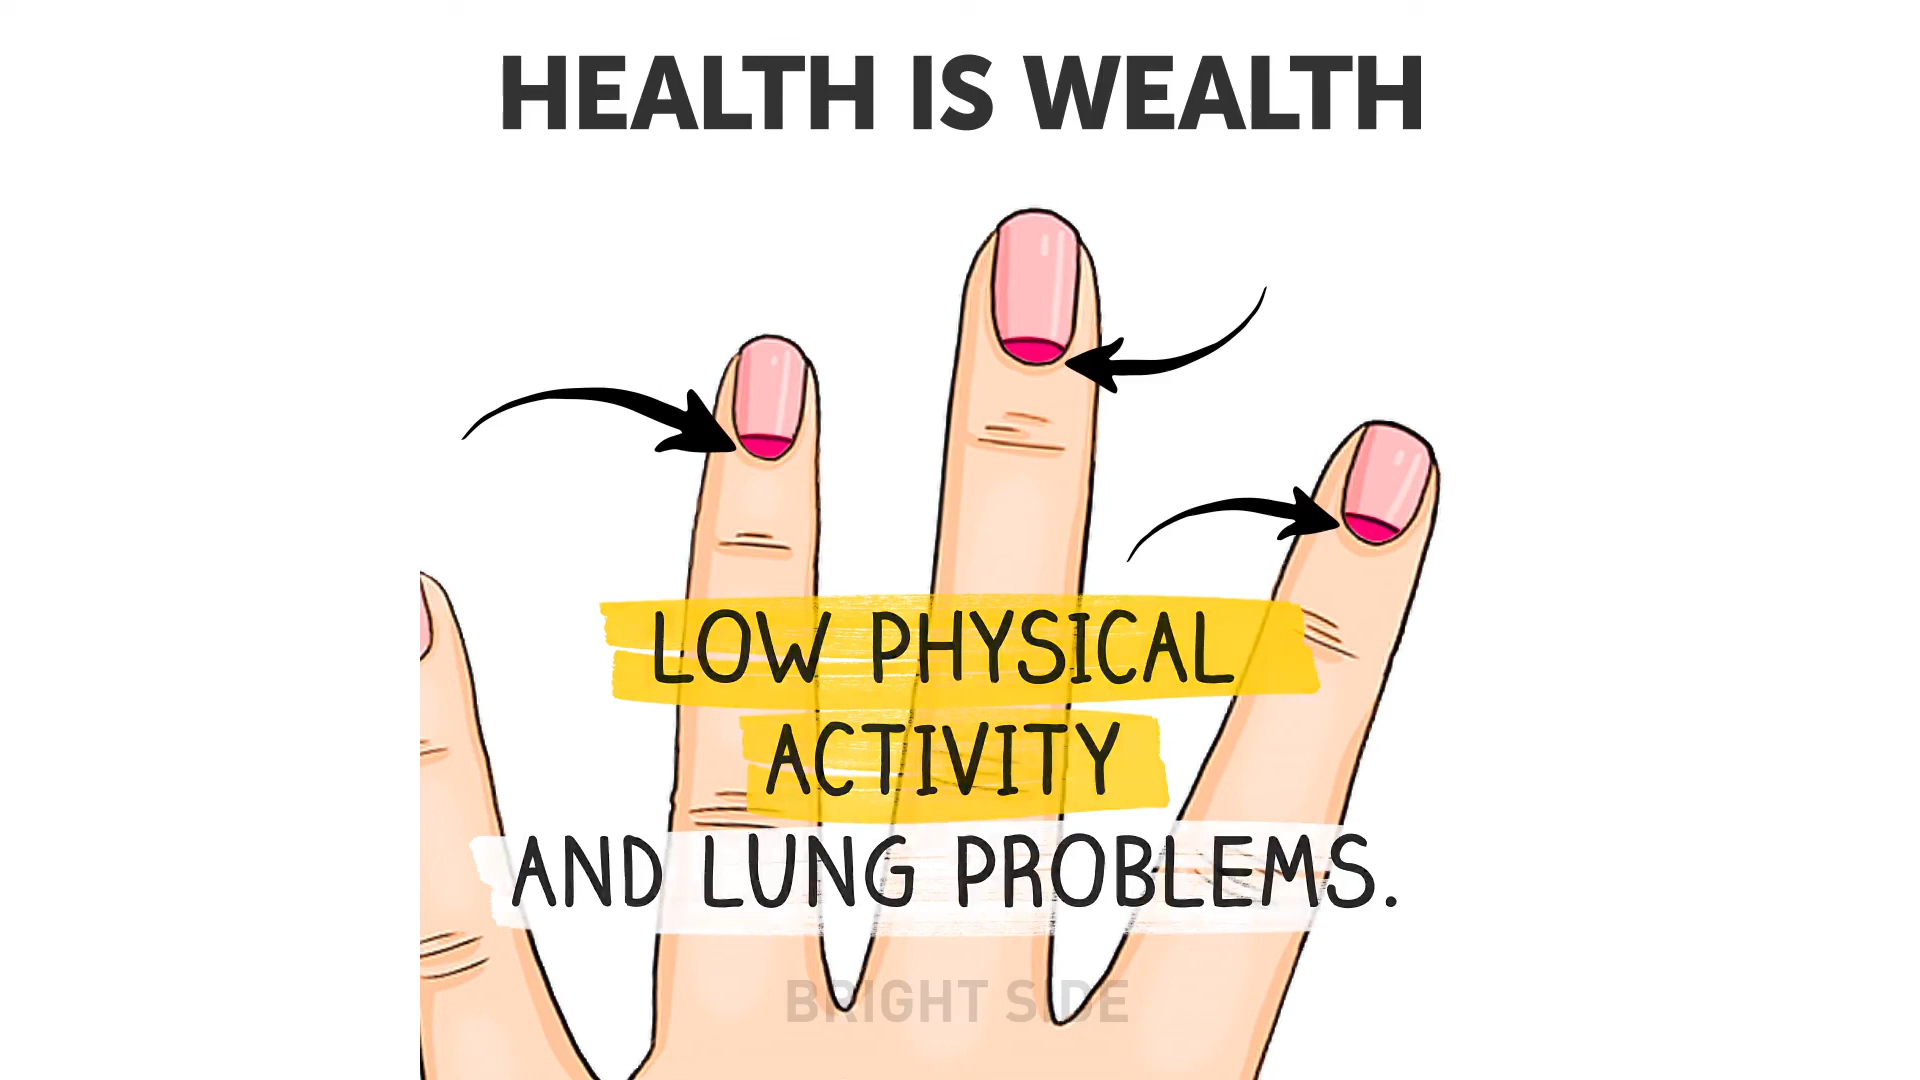 HEALTH IS WEALTH
LOW PHYSICAL
ACTIVITY
AND LUNG PROBLEMS.
BRIGHT SIDE